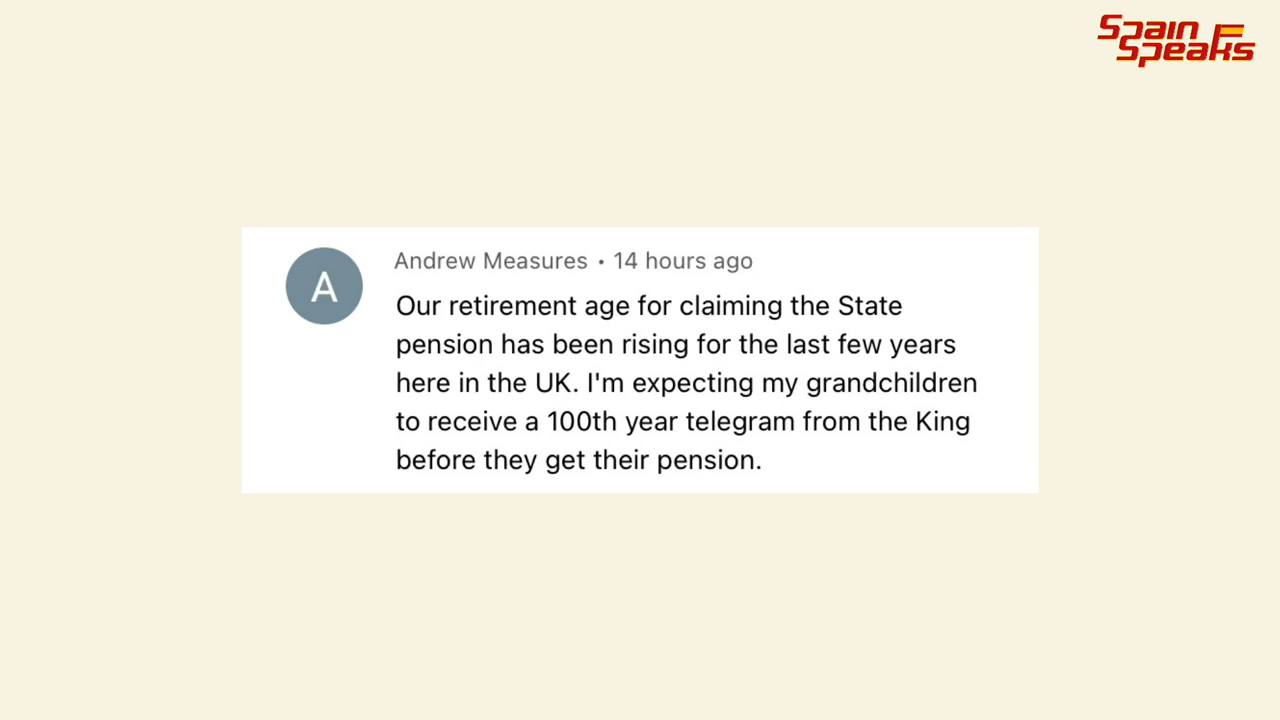 Spain
Speaks
A
Andrew Measures • 14 hours ago
Our retirement age for claiming the State
pension has been rising for the last few years
here in the UK. I'm expecting my grandchildren
to receive a 100th year telegram from the King
before they get their pension.